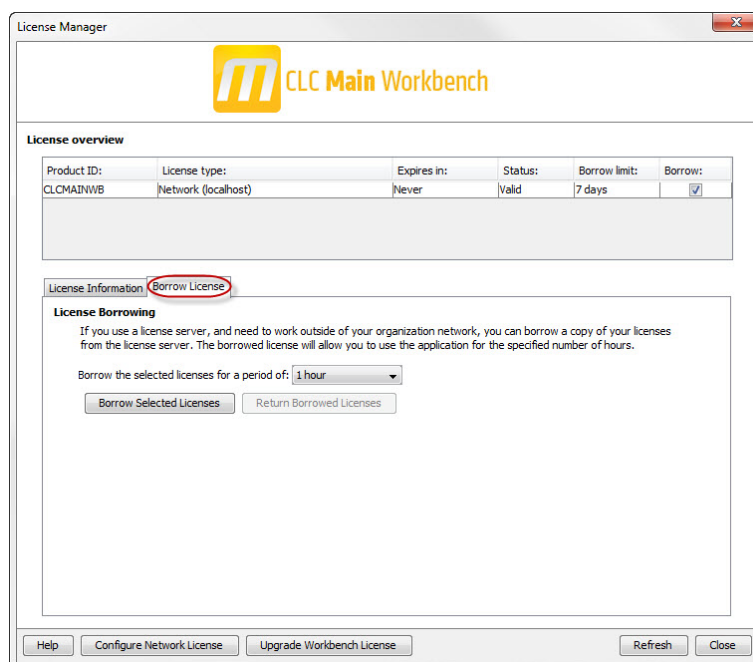 License Manager
CLC Main Workbench
License overview
Product ID: License type: Expires in: Status: Borrow limit: Borrow:
CLCMAINWB Network (localhost) Never Valid 7 days
License Information Borrow License
License Borrowing
If you use a license server, and need to work outside of your organization network, you can borrow a copy of your licenses
from the license server. The borrowed license will allow you to use the application for the specified number of hours.
Borrow the selected licenses for a period of: 1 hour
Borrow Selected Licenses Return Borrowed Licenses
Help Configure Network License Upgrade Workbench License Refresh Close